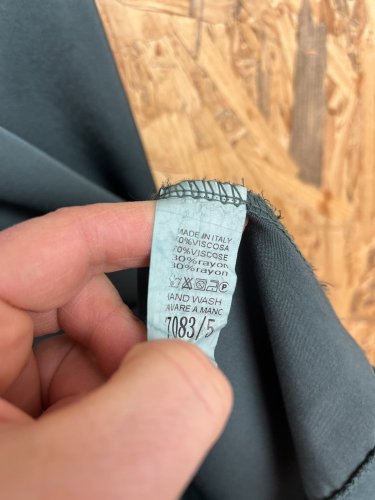 MADE IN ITALY
70%VISCOSA
70%VISCOSE
30%rayon
30%rayon
HAND WASH
LAVARE A MANO
7083/5